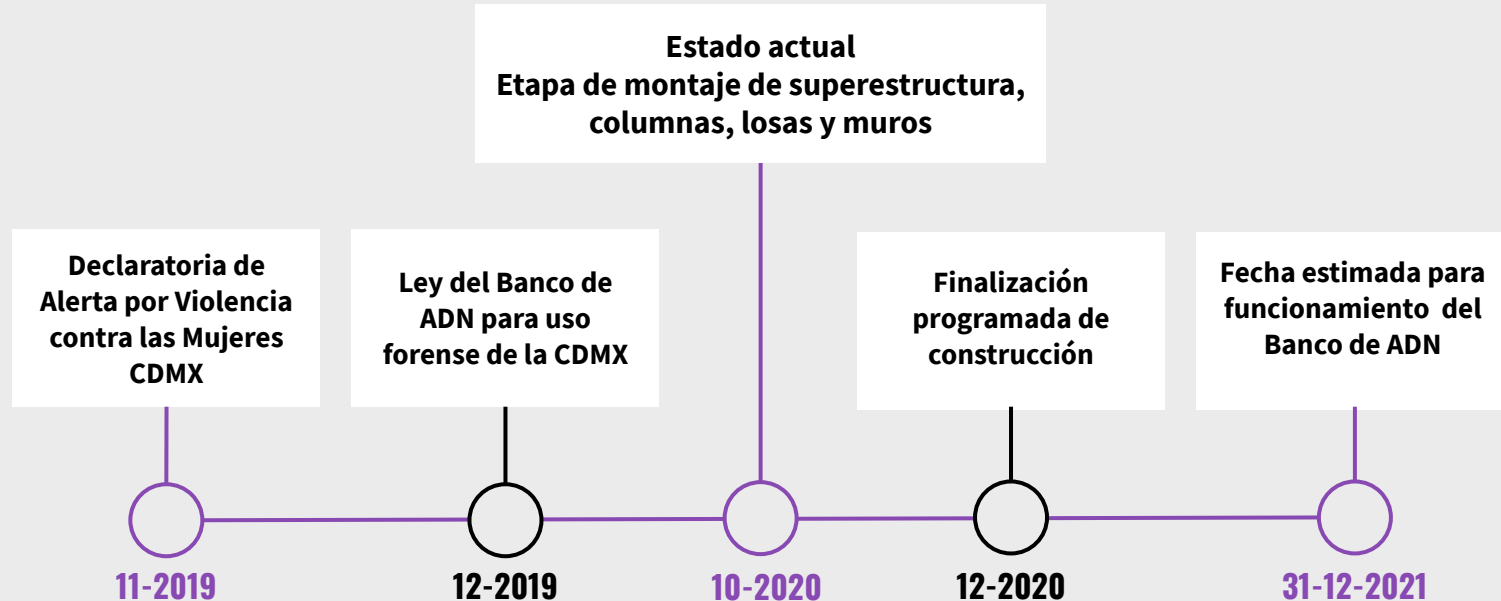 Estado actual
Etapa de montaje de superestructura,
columnas, losas y muros
Declaratoria de
Alerta por Violencia
contra las Mujeres
CDMX
Ley del Banco de
ADN para uso
forense de la CDMX
Finalización
programada de
construcción
Fecha estimada para
funcionamiento del
Banco de ADN
11-2019
12-2019
10-2020
12-2020
31-12-2021